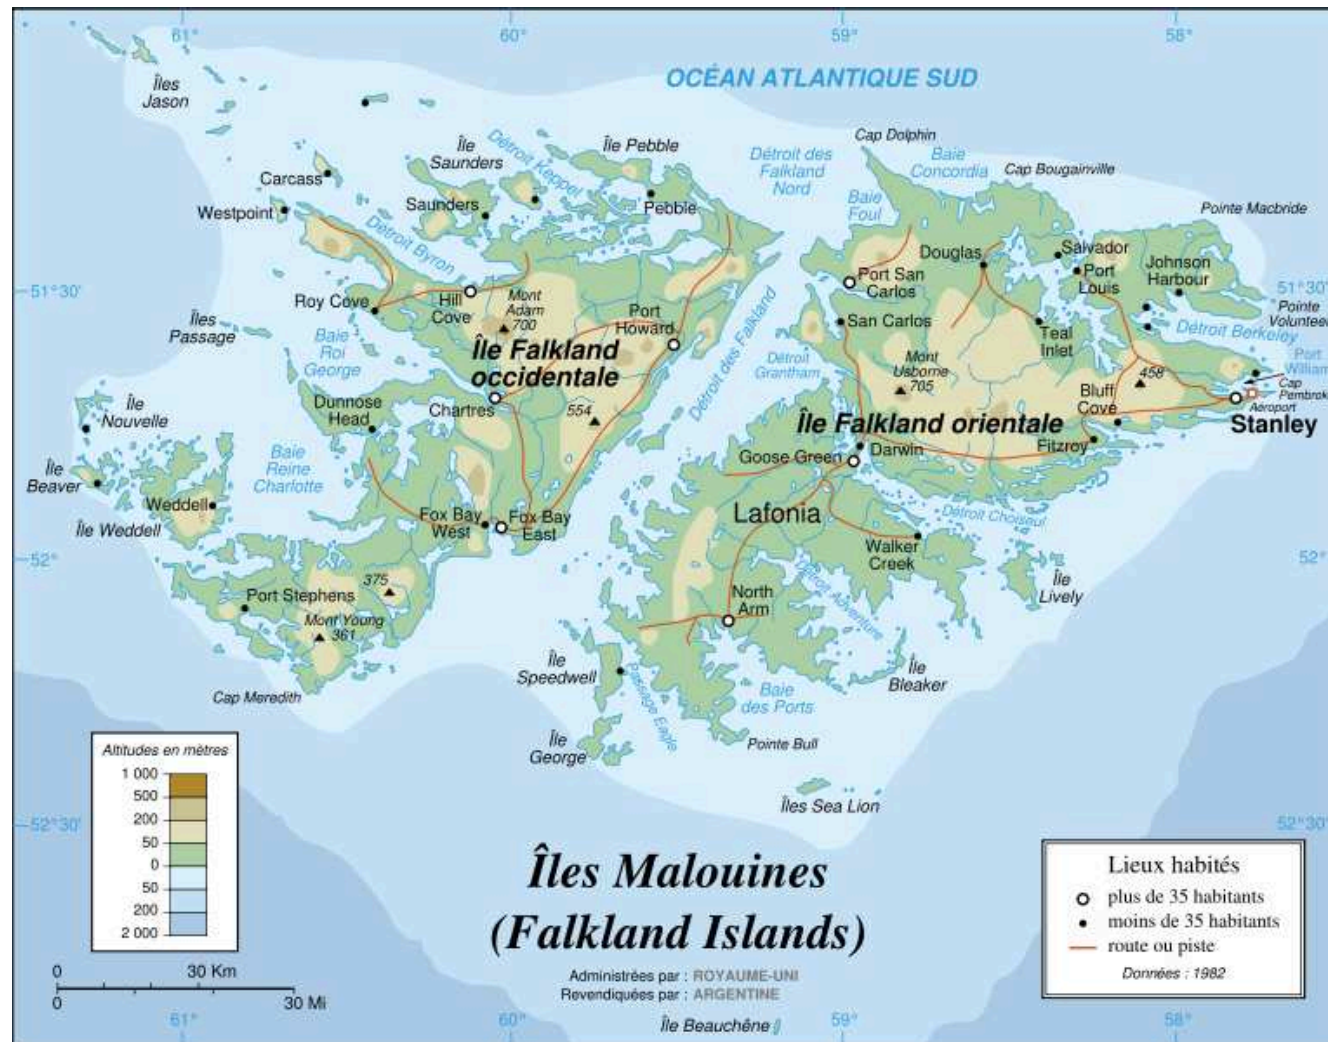 61°
60°
59°
58°
OCÉAN ATLANTIQUE SUD
Îles
Jason
Île
Saunders
Détroit Keppel
Île Pebble
Détroit des
Falkland
Nord
Cap Dolphin
Baie
Concordia
Cap Bougainville
Carcass
Westpoint
Saunders
Pebble
Baie
Foul
Pointe Macbride
Détroit Byron
Douglas
Salvador
Port
Louis
Johnson
Harbour
Port San
Carlos
51°30'
51°30'
Roy Cove
Hill
Cove
Mont
Adam
700
Port
Howard
San Carlos
Teal
Inlet
Pointe
Volunteer
Détroit Berkeley
Îles
Passage
Baie
Roi
George
Île Falkland
occidentale
Détroit des Falkland
Détroit
Grantham
Mont
Usborne
705
458
Port
William
Cap
Pembroke
Aéroport
Stanley
Île
Nouvelle
Dunnose
Head
Chartres
554
Île Falkland orientale
Bluff
Cove
Fitzroy
Île
Beaver
Baie
Reine
Charlotte
Goose Green
Darwin
Weddell
Île Weddell
Fox Bay
West
Fox Bay
East
Lafonia
Détroit Choiseul
Walker
Creek
52°
52°
375
Port Stephens
Mont Young
361
North
Arm
Détroit Adventure
Île
Lively
Cap Meredith
Île
Speedwell
Passage Eagle
Baie
des Ports
Île
Bleaker
Île
George
Pointe Bull
Îles Sea Lion
Altitudes en mètres
1 000
500
200
50
0
50
200
2 000
52°30'
52°30'
Îles Malouines
(Falkland Islands)
Lieux habités
plus de 35 habitants
moins de 35 habitants
route ou piste
Données : 1982
0
30 Km
0
30 Mi
Administrées par : ROYAUME-UNI
Revendiquées par : ARGENTINE
Île Beauchêne
61°
60°
59°
58°